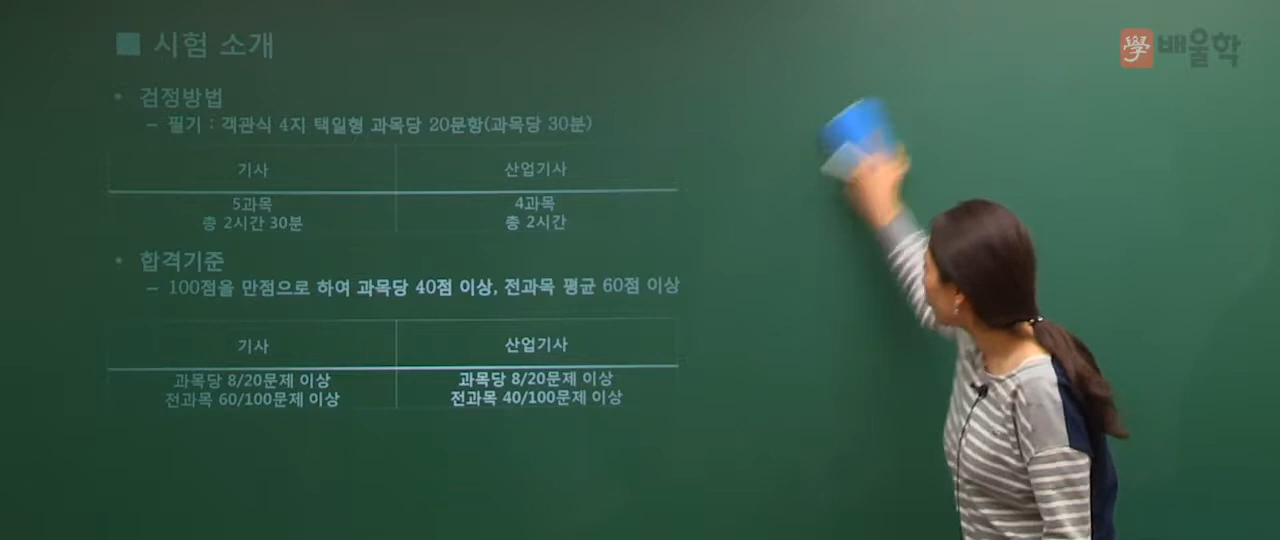 시험 소개
學 배울학
• 검정방법
– 필기 : 객관식 4지 택일형 과목당 20문항(과목당 30분)
기사 산업기사
5과목 4과목
총 2시간 30분 총 2시간
• 합격기준
– 100점을 만점으로 하여 과목당 40점 이상, 전과목 평균 60점 이상
기사 산업기사
과목당 8/20문제 이상 과목당 8/20문제 이상
전과목 60/100문제 이상 전과목 40/100문제 이상